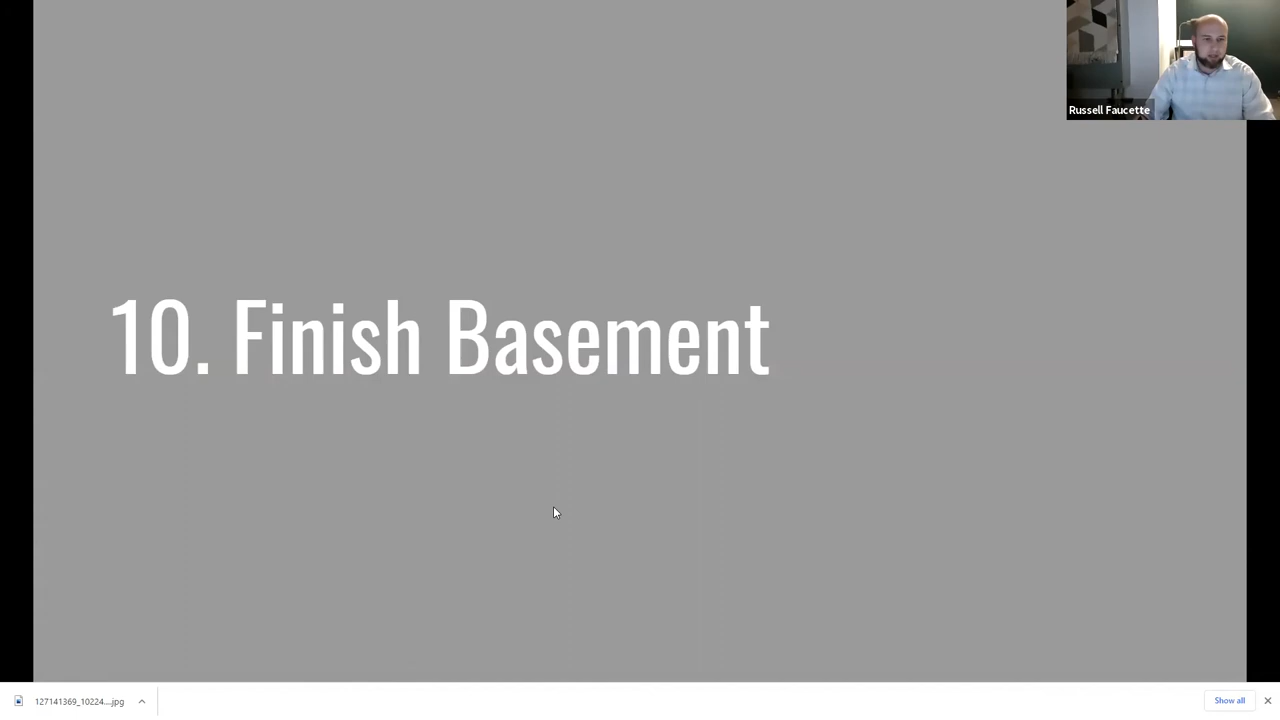 Russell Faucette
10. Finish Basement
127141369_10224....jpg
Show all